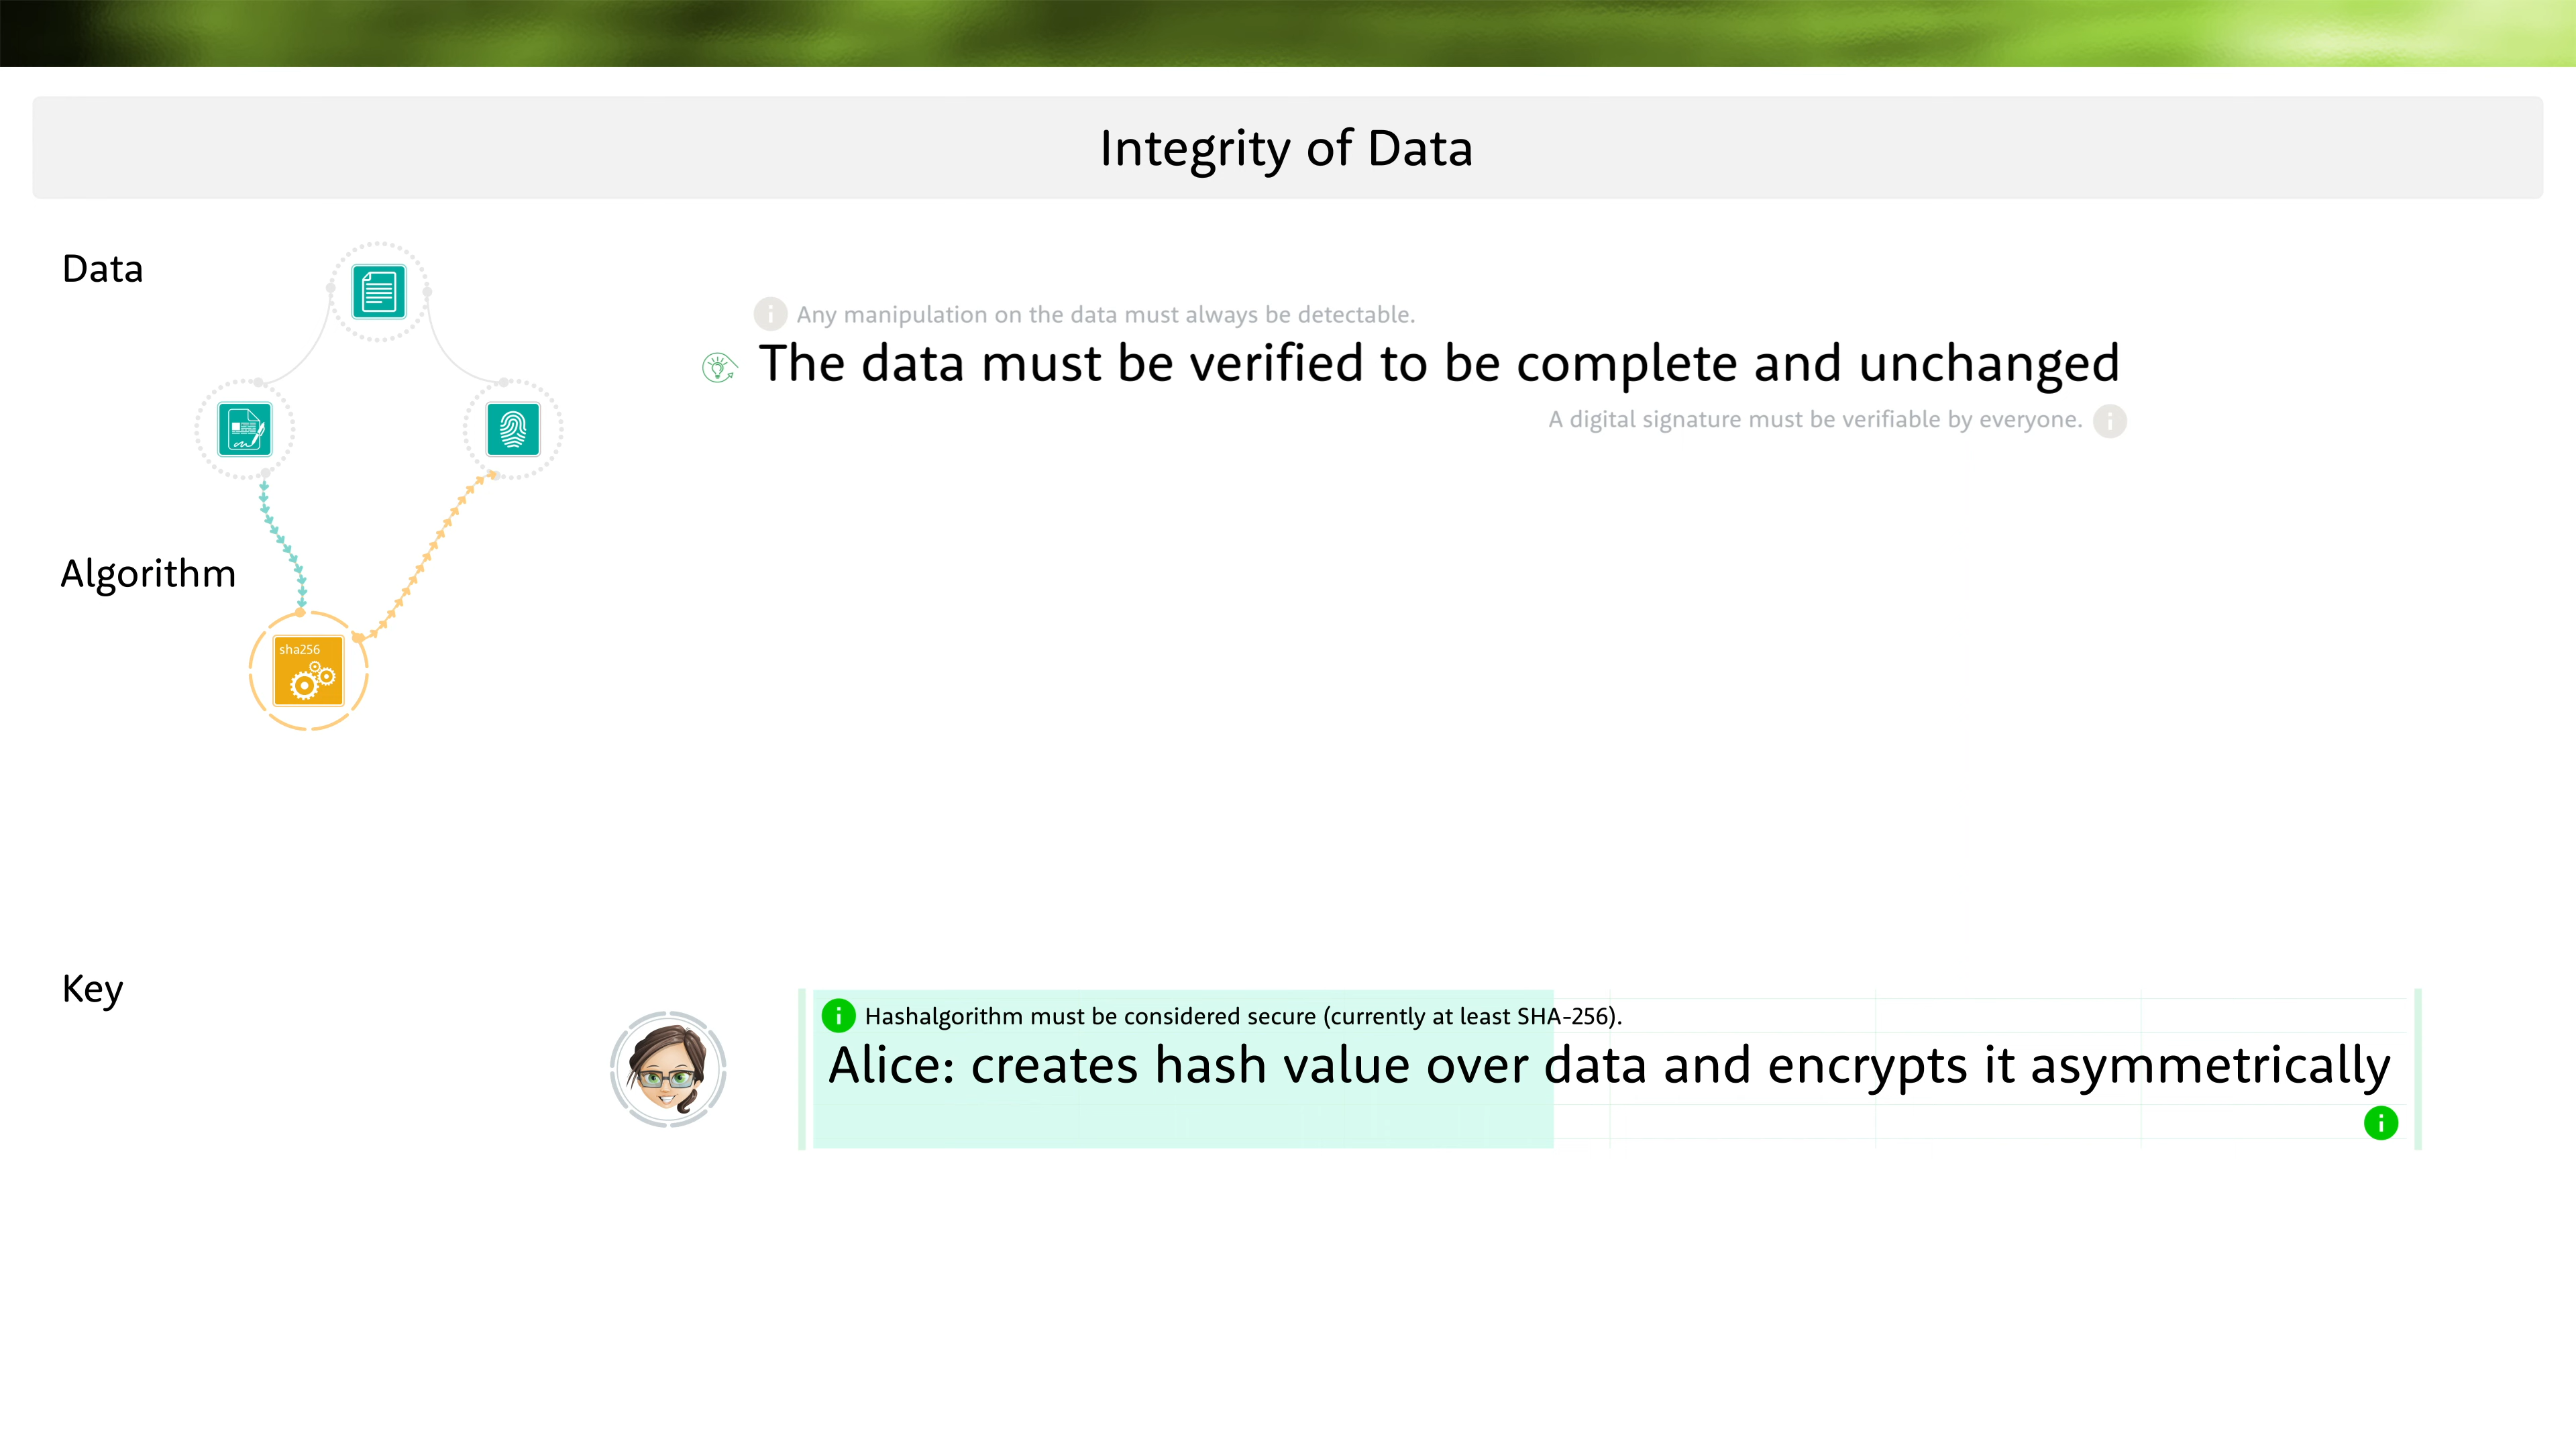 Integrity of Data
Data
Any manipulation on the data must always be detectable.
The data must be verified to be complete and unchanged
A digital signature must be verifiable by everyone.
Algorithm
sha256
Key
Hashalgorithm must be considered secure (currently at least SHA-256).
Alice: creates hash value over data and encrypts it asymmetrically